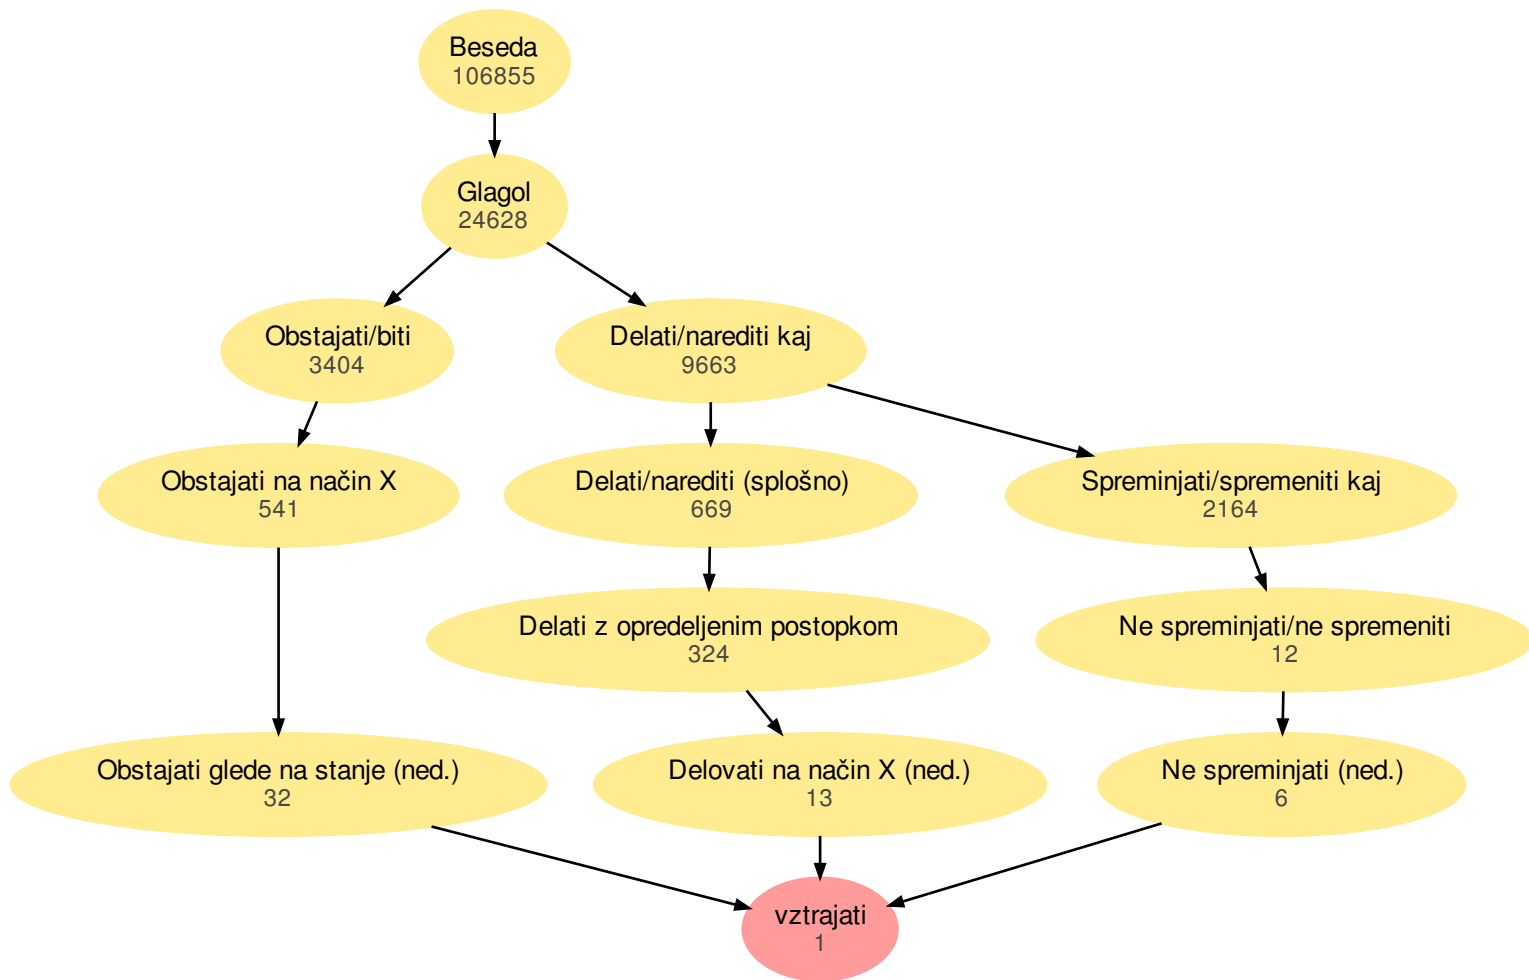 Beseda
106855
Glagol
24628
Obstajati/biti
3404
Delati/narediti kaj
9663
Obstajati na način X
541
Delati/narediti (splošno)
669
Spreminjati/spremeniti kaj
2164
Delati z opredeljenim postopkom
324
Ne spreminjati/ne spremeniti
12
Obstajati glede na stanje (ned.)
32
Delovati na način X (ned.)
13
Ne spreminjati (ned.)
6
vztrajati
1